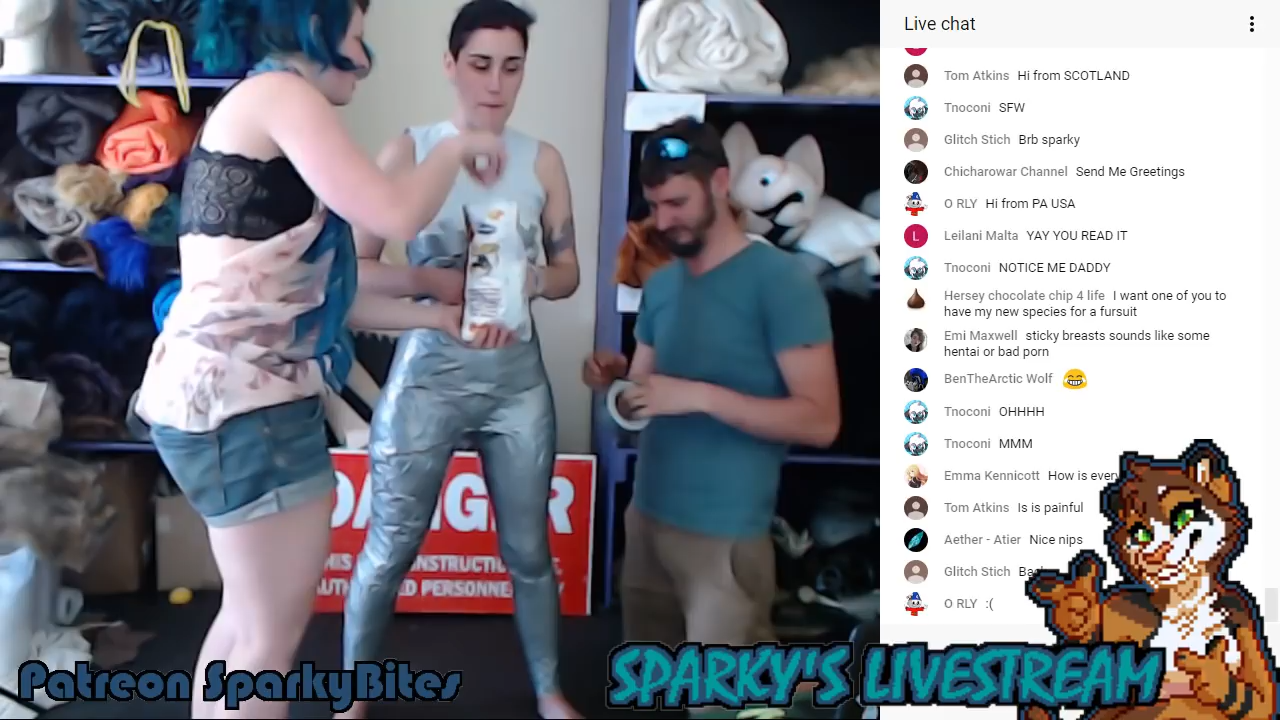 Live chat
Tom Atkins Hi from SCOTLAND
Tnoconi SFW
Glitch Stich Brb sparky
Chicharowar Channel Send Me Greetings
O RLY Hi from PA USA
L
Leilani Malta YAY YOU READ IT
Tnoconi NOTICE ME DADDY
Hersey chocolate chip 4 life I want one of you to
have my new species for a fursuit
Emi Maxwell sticky breasts sounds like some
hentai or bad porn
BenTheArctic Wolf 😂
Tnoconi OHHHH
Tnoconi MMM
Emma Kennicott How is
Tom Atkins Is is painful
Aether - Atier Nice nips
Glitch Stich
O RLY :(
DANGER
CONSTRUCTION
PERSONNEL
Patreon SparkyBites
SPARKY'S LIVESTREAM